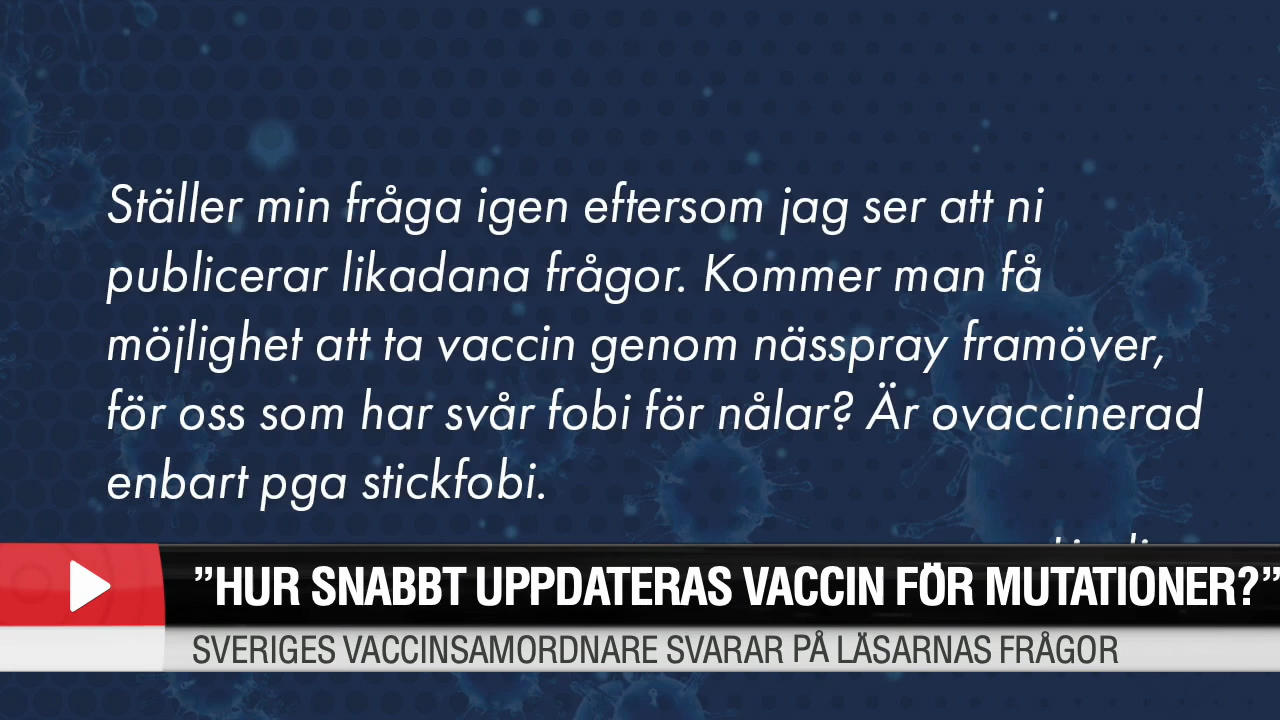 Ställer min fråga igen eftersom jag ser att ni
publicerar likadana frågor. Kommer man få
möjlighet att ta vaccin genom nässpray framöver,
för oss som har svår fobi för nålar? Är ovaccinerad
enbart pga stickfobi.
”HUR SNABBT UPPDATERAS VACCIN FÖR MUTATIONER?”
SVERIGES VACCINSAMORDNARE SVARAR PÅ LÄSARNAS FRÅGOR